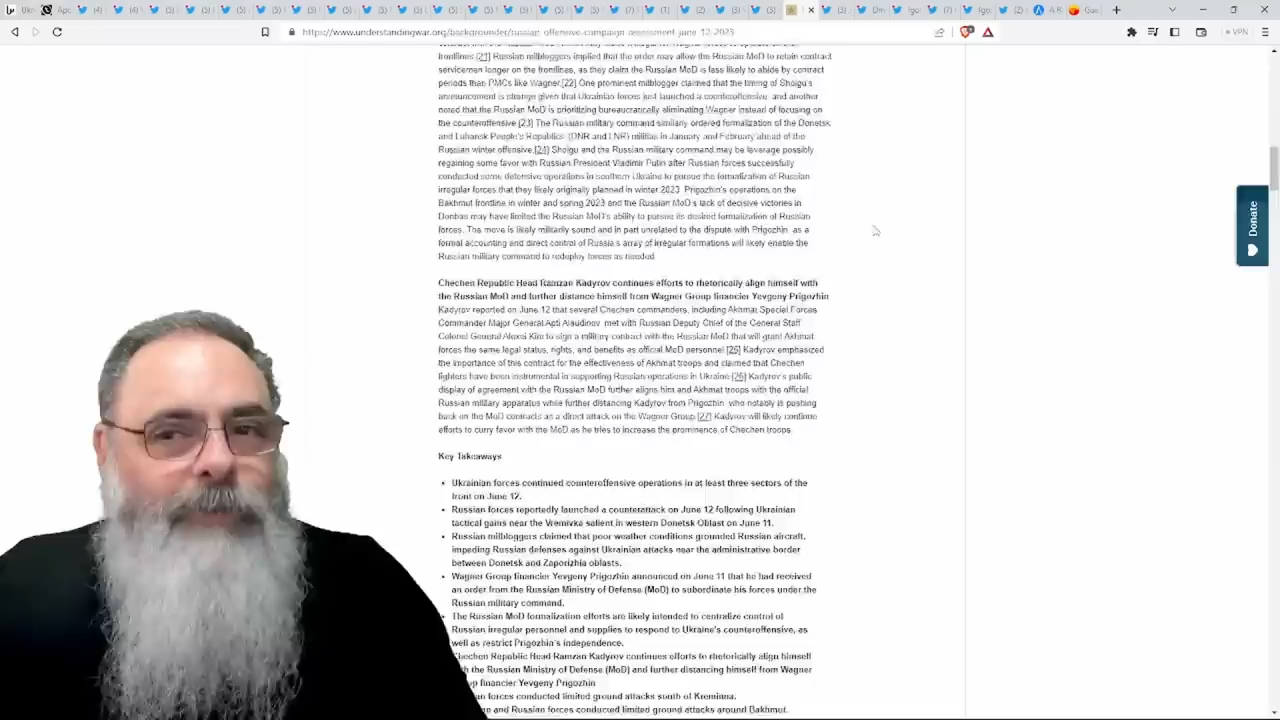 https://www.understandingwar.org/backgrounder/russian-offensive-campaign-assessment-june-12-2023
VPN
frontlines.[21] Russian milbloggers implied that the order may allow the Russian MoD to retain contract
servicemen longer on the frontlines, as they claim the Russian MoD is less likely to abide by contract
periods than PMCs like Wagner.[22] One prominent milblogger claimed that the timing of Shoigu's
announcement is strange given that Ukrainian forces just launched a counteroffensive, and another
noted that the Russian MoD is prioritizing bureaucratically eliminating Wagner instead of focusing on
the counteroffensive.[23] The Russian military command similarly ordered formalization of the Donetsk
and Luhansk People's Republics' (DNR and LNR) militias in January and February ahead of the
Russian winter offensive.[24] Shoigu and the Russian military command may be leverage possibly
regaining some favor with Russian President Vladimir Putin after Russian forces successfully
conducted some defensive operations in southern Ukraine to pursue the formalization of Russian
irregular forces that they likely originally planned in winter 2023. Prigozhin's operations on the
Bakhmut frontline in winter and spring 2023 and the Russian MoD's lack of decisive victories in
Donbas may have limited the Russian MoD's ability to pursue its desired formalization of Russian
forces. The move is likely militarily sound and in part unrelated to the dispute with Prigozhin, as a
formal accounting and direct control of Russia's array of irregular formations will likely enable the
Russian military command to redeploy forces as needed.
Donate
Chechen Republic Head Ramzan Kadyrov continues efforts to rhetorically align himself with
the Russian MoD and further distance himself from Wagner Group financier Yevgeny Prigozhin
Kadyrov reported on June 12 that several Chechen commanders, including Akhmat Special Forces
Commander Major General Apti Alaudinov, met with Russian Deputy Chief of the General Staff
Colonel General Alexei Kim to sign a military contract with the Russian MoD that will grant Akhmat
forces the same legal status, rights, and benefits as official MoD personnel.[25] Kadyrov emphasized
the importance of this contract for the effectiveness of Akhmat troops and claimed that Chechen
fighters have been instrumental in supporting Russian operations in Ukraine.[26] Kadyrov's public
display of agreement with the Russian MoD further aligns him and Akhmat troops with the official
Russian military apparatus while further distancing Kadyrov from Prigozhin, who notably is pushing
back on the MoD contracts as a direct attack on the Wagner Group.[27] Kadyrov will likely continue
efforts to curry favor with the MoD as he tries to increase the prominence of Chechen troops.
Key Takeaways
• Ukrainian forces continued counteroffensive operations in at least three sectors of the
front on June 12.
• Russian forces reportedly launched a counterattack on June 12 following Ukrainian
tactical gains near the Vremivka salient in western Donetsk Oblast on June 11.
• Russian milbloggers claimed that poor weather conditions grounded Russian aircraft,
impeding Russian defenses against Ukrainian attacks near the administrative border
between Donetsk and Zaporizhia oblasts.
• Wagner Group financier Yevgeny Prigozhin announced on June 11 that he had received
an order from the Russian Ministry of Defense (MoD) to subordinate his forces under the
Russian military command.
• The Russian MoD formalization efforts are likely intended to centralize control of
Russian irregular personnel and supplies to respond to Ukraine's counteroffensive, as
well as restrict Prigozhin's independence.
Chechen Republic Head Ramzan Kadyrov continues efforts to rhetorically align himself
the Russian Ministry of Defense (MoD) and further distancing himself from Wagner
financier Yevgeny Prigozhin
forces conducted limited ground attacks south of Kreminna.
and Russian forces conducted limited ground attacks around Bakhmut.